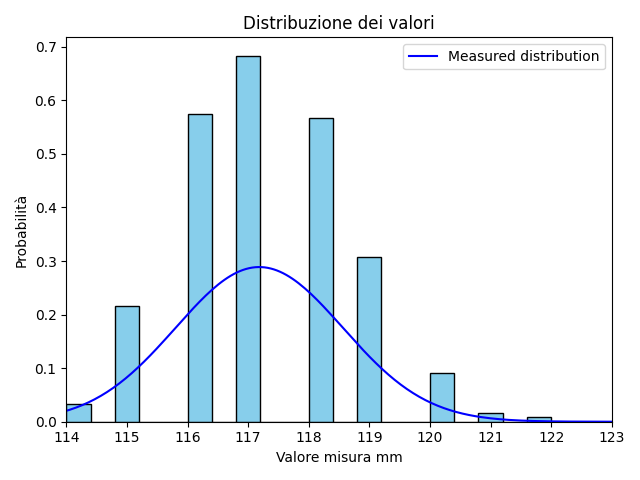 Distribuzione dei valori
Measured distribution
0.7
0.6
0.5
0.4
0.3
0.2
0.1
0.0
Probabilità
114 115 116 117 118 119 120 121 122 123
Valore misura mm